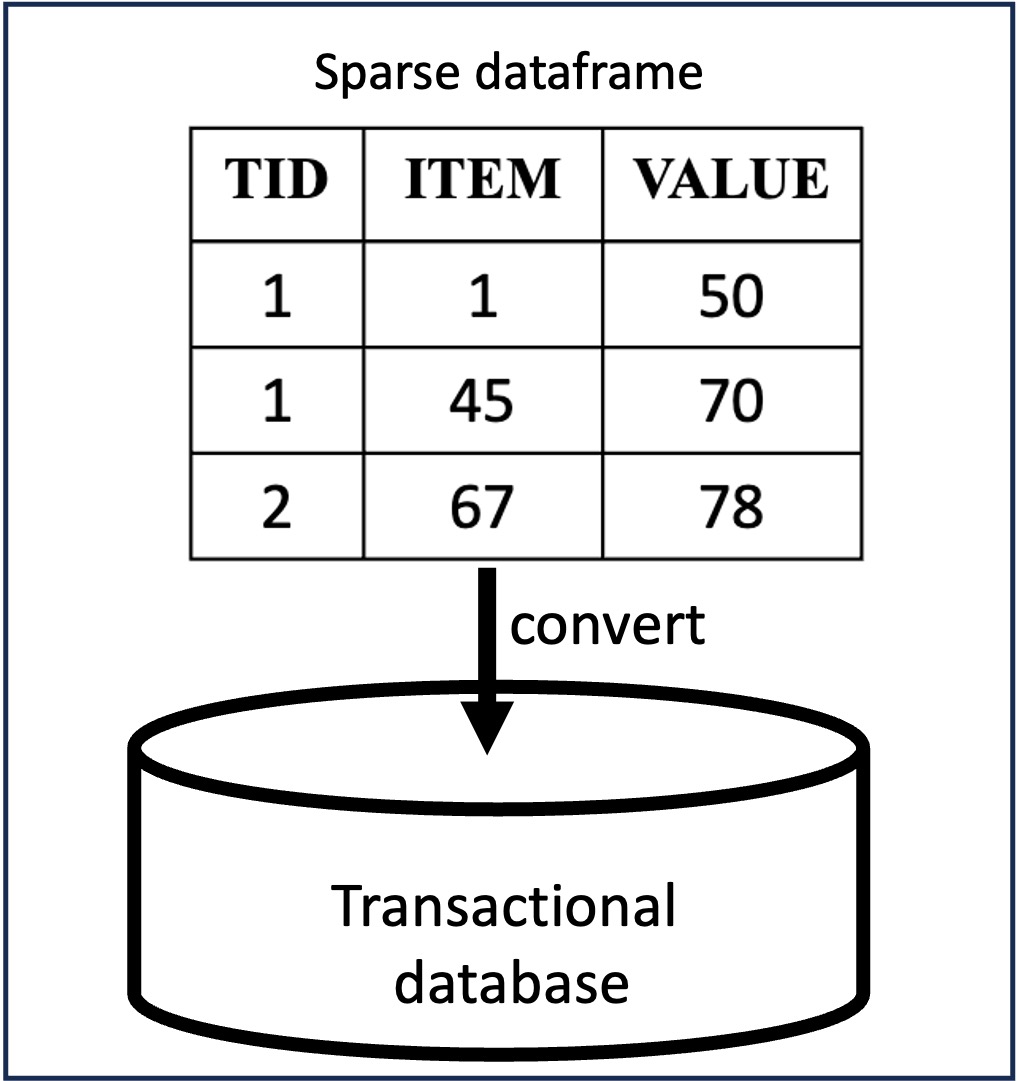 Sparse dataframe
TID ITEM VALUE
1 1 50
1 45 70
2 67 78
convert
Transactional
database